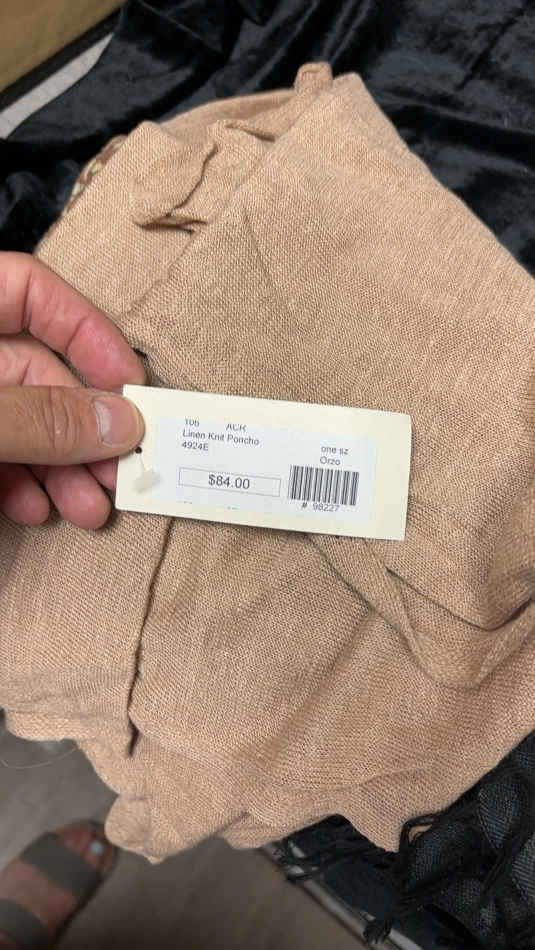 106 ACR
Linen Knit Poncho
4924E
one sz
Orzo
$84.00
# 98227